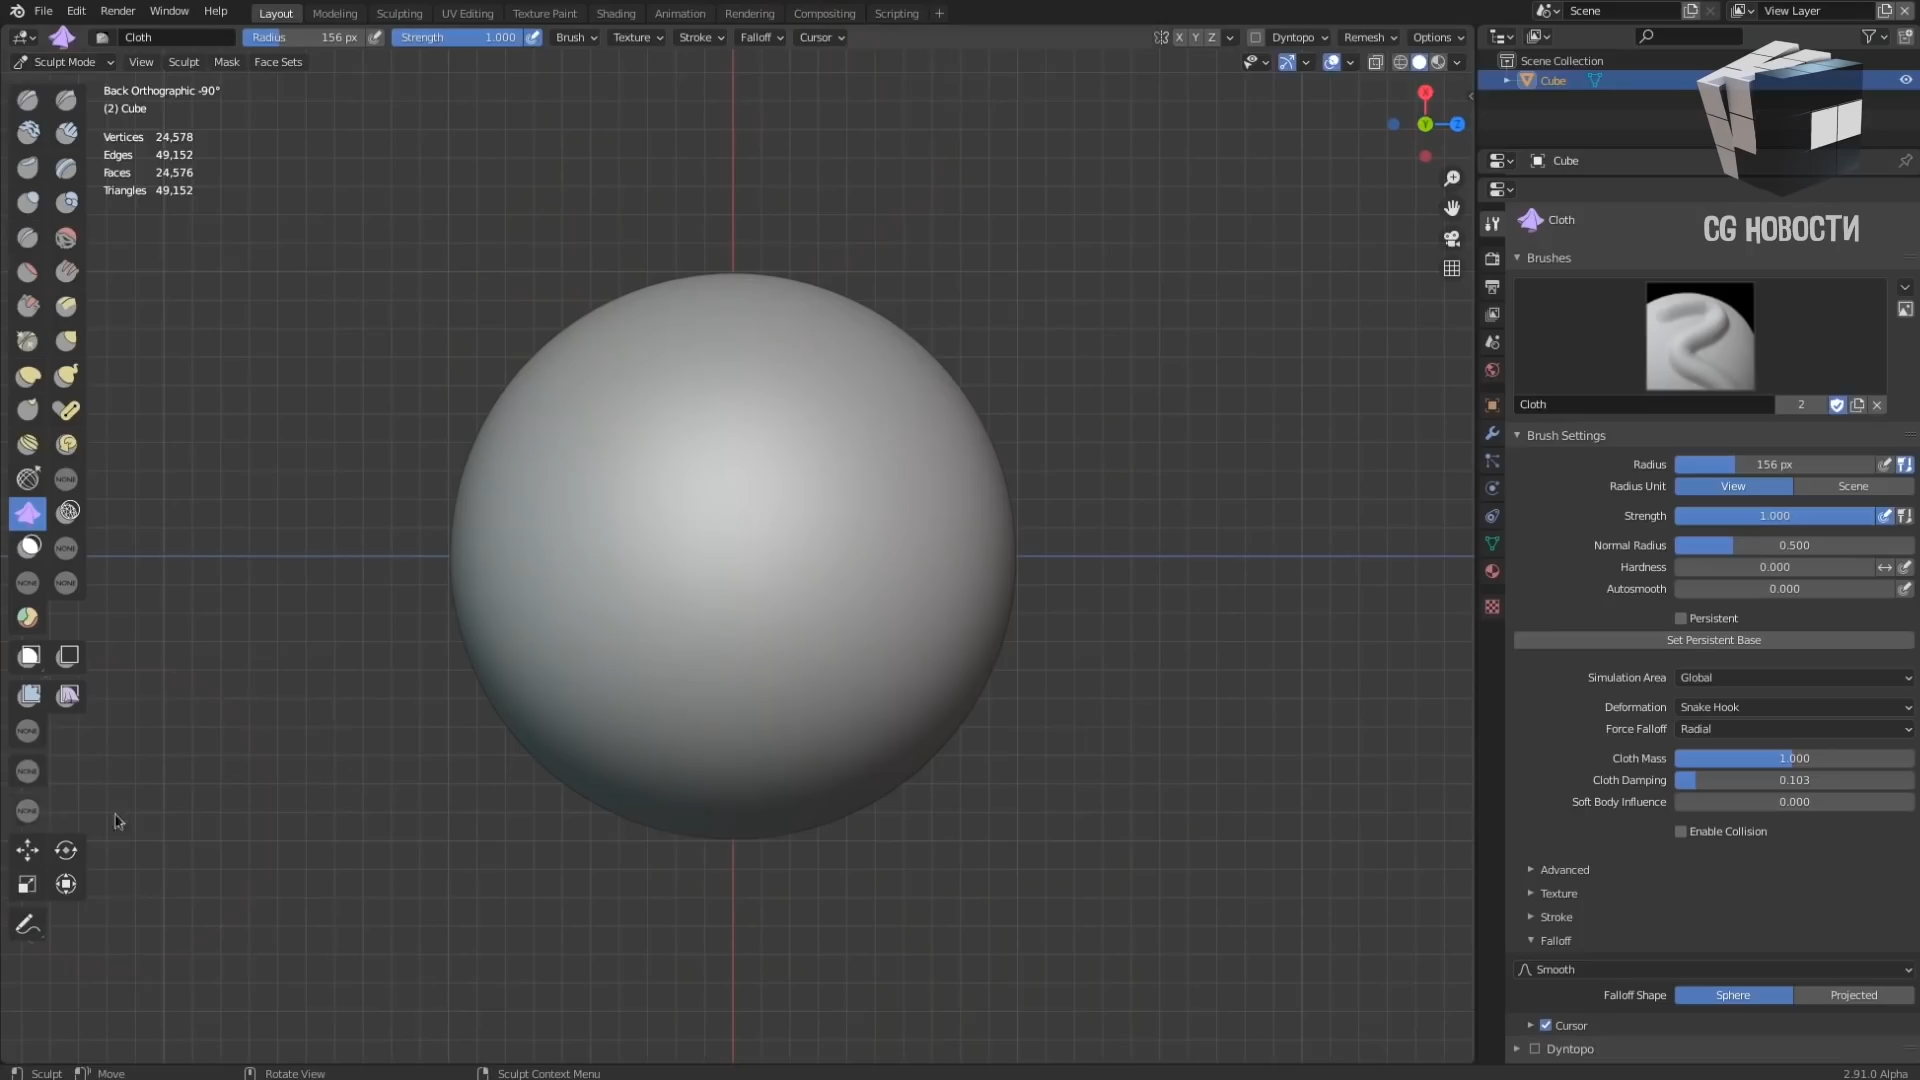 File Edit Render Window Help Layout Modeling Sculpting UV Editing Texture Paint Shading Animation Rendering Compositing Scripting + Scene View Layer
Cloth Radius 156 px Strength 1.000 Brush Texture Stroke Falloff Cursor X Y Z Dyntopo Remesh Options
Sculpt Mode View Sculpt Mask Face Sets
Back Orthographic -90°
(2) Cube
Vertices 24,578
Edges 49,152
Faces 24,576
Triangles 49,152
X
Y
Z
NONE
NONE
NONE
NONE
NONE
NONE
NONE
Scene Collection
Cube
Cube
CG НОВОСТИ
Cloth
Brushes
Cloth 2
Brush Settings
Radius 156 px
Radius Unit View Scene
Strength 1.000
Normal Radius 0.500
Hardness 0.000
Autosmooth 0.000
Persistent
Set Persistent Base
Simulation Area Global
Deformation Snake Hook
Force Falloff Radial
Cloth Mass 1.000
Cloth Damping 0.103
Soft Body Influence 0.000
Enable Collision
Advanced
Texture
Stroke
Falloff
Smooth
Falloff Shape Sphere Projected
Cursor
Dyntopo
Sculpt Move Rotate View Sculpt Context Menu 2.91.0 Alpha